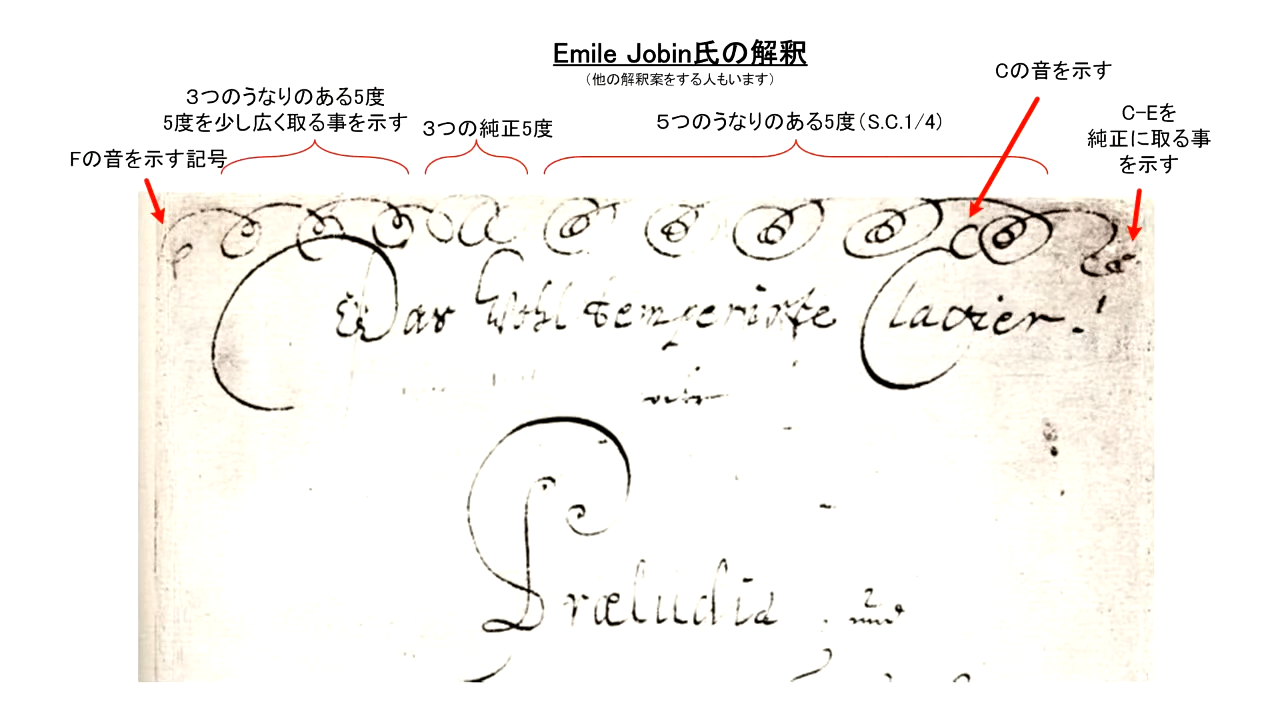 Emile Jobin氏の解釈
（他の解釈案をする人もいます）
Cの音を示す
3つのうなりのある5度
5度を少し広く取る事を示す
3つの純正5度
5つのうなりのある5度（S.C.1/4）
C-Eを
純正に取る事
を示す
Fの音を示す記号
Das Wohltemperirte Clavier.
oder
Præludia, und